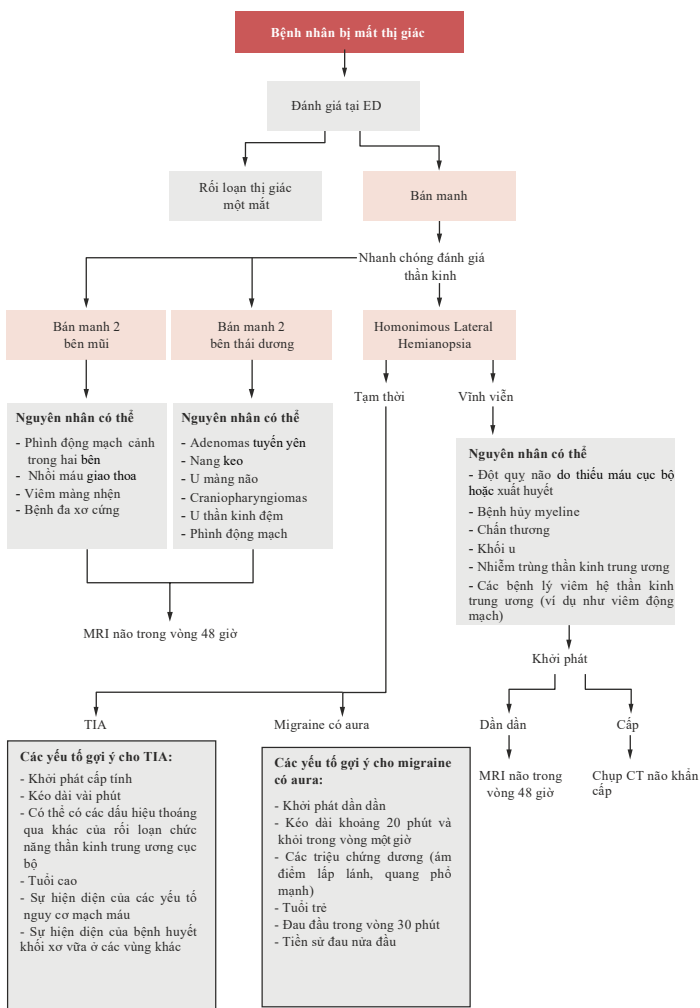 Bệnh nhân bị mất thị giác
Đánh giá tại ED
Rối loạn thị giác
một mắt
Bán manh
Nhanh chóng đánh giá
thần kinh
Bán manh 2
bên mũi
Bán manh 2
bên thái dương
Homonimous Lateral
Hemianopsia
Tạm thời
Vĩnh viễn
Nguyên nhân có thể
- Phình động mạch cảnh
trong hai bên
- Nhồi máu giao thoa
- Viêm màng nhện
- Bệnh đa xơ cứng
Nguyên nhân có thể
- Adenomas tuyến yên
- Nang keo
- U màng não
- Craniopharyngiomas
- U thần kinh đệm
- Phình động mạch
Nguyên nhân có thể
- Đột quỵ não do thiếu máu cục bộ
hoặc xuất huyết
- Bệnh hủy myeline
- Chấn thương
- Khối u
- Nhiễm trùng thần kinh trung ương
- Các bệnh lý viêm hệ thần kinh
trung ương (ví dụ như viêm động
mạch)
MRI não trong vòng 48 giờ
Khởi phát
TIA
Migraine có aura
Dần dần
Cấp
MRI não trong
vòng 48 giờ
Chụp CT não khẩn
cấp
Các yếu tố gợi ý cho TIA:
- Khởi phát cấp tính
- Kéo dài vài phút
- Có thể có các dấu hiệu thoáng
qua khác của rối loạn chức
năng thần kinh trung ương cục
bộ
- Tuổi cao
- Sự hiện diện của các yếu tố
nguy cơ mạch máu
- Sự hiện diện của bệnh huyết
khối xơ vữa ở các vùng khác
Các yếu tố gợi ý cho migraine
có aura:
- Khởi phát dần dần
- Kéo dài khoảng 20 phút và
khỏi trong vòng một giờ
- Các triệu chứng dương (ám
điểm lấp lánh, quang phổ
mạnh)
- Tuổi trẻ
- Đau đầu trong vòng 30 phút
- Tiền sử đau nửa đầu